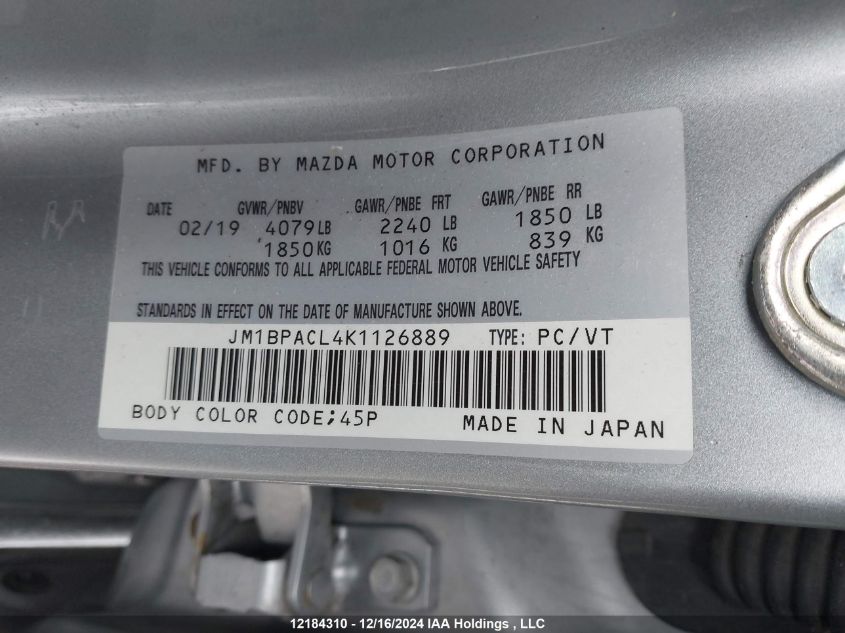 MFD. BY MAZDA MOTOR CORPORATION
DATE GVWR/PNBV GAWR/PNBE FRT GAWR/PNBE RR
02/19 4079LB 2240 LB 1850 LB
1850KG 1016 KG 839 KG
THIS VEHICLE CONFORMS TO ALL APPLICABLE FEDERAL MOTOR VEHICLE SAFETY
STANDARDS IN EFFECT ON THE DATE OF MANUFACTURE SHOWN ABOVE.
JM1BPACL4K1126889 TYPE: PC/VT
BODY COLOR CODE;45P MADE IN JAPAN
12184310 - 12/16/2024 IAA Holdings , LLC